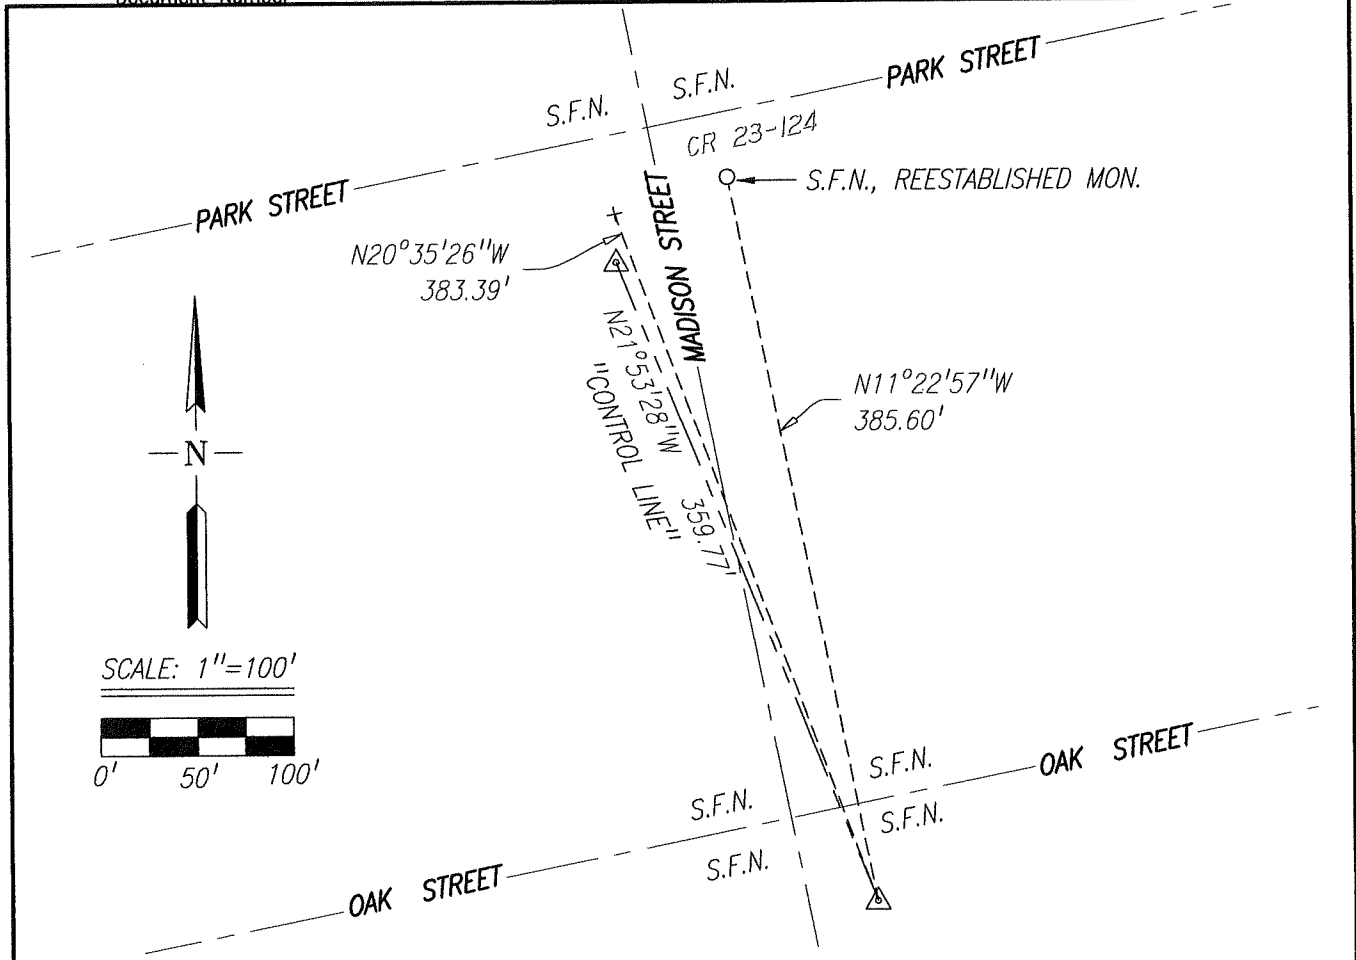 S.F.N.
S.F.N.
PARK STREET
CR 23-124
S.F.N., REESTABLISHED MON.
PARK STREET
MADISON STREET
N20°35'26"W
383.39'
N21°53'28"W 359.77'
"CONTROL LINE"
N11°22'57"W
385.60'
N
SCALE: 1"=100'
0' 50' 100'
S.F.N.
S.F.N.
OAK STREET
S.F.N.
S.F.N.
OAK STREET